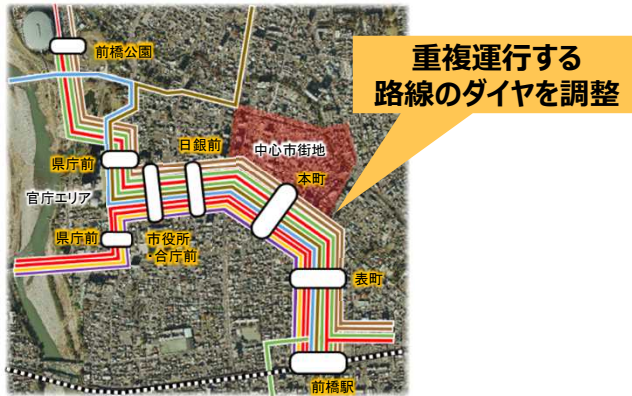 重複運行する
路線のダイヤを調整
前橋公園
日銀前
中心市街地
県庁前
本町
官庁エリア
県庁前
市役所
・合庁前
表町
前橋駅